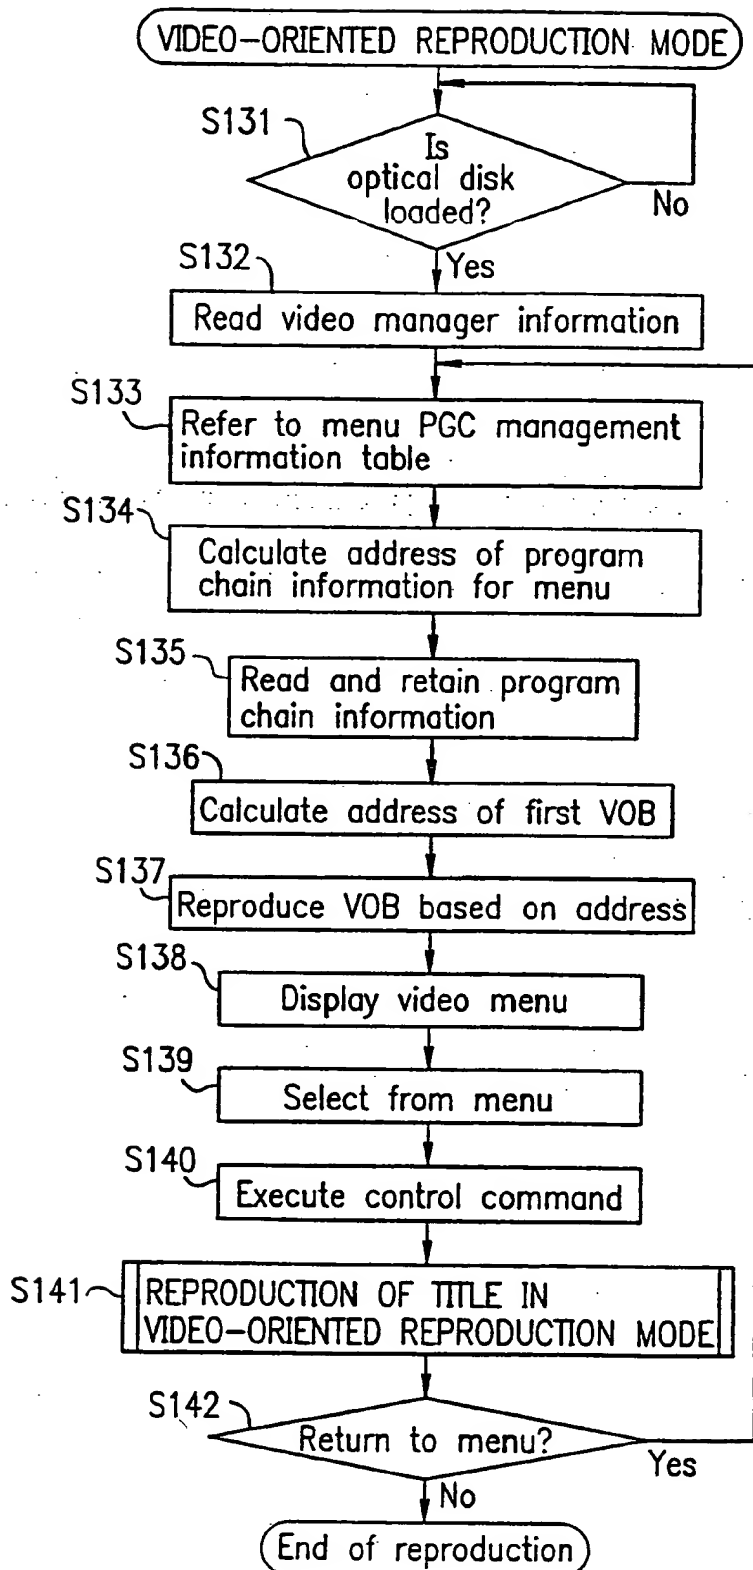 VIDEO-ORIENTED REPRODUCTION MODE
S131
Is
optical disk
loaded?
No
Yes
S132
Read video manager information
S133
Refer to menu PGC management
information table
S134
Calculate address of program
chain information for menu
S135
Read and retain program
chain information
S136
Calculate address of first VOB
S137
Reproduce VOB based on address
S138
Display video menu
S139
Select from menu
S140
Execute control command
S141
REPRODUCTION OF TITLE IN
VIDEO-ORIENTED REPRODUCTION MODE
S142
Return to menu?
Yes
No
End of reproduction